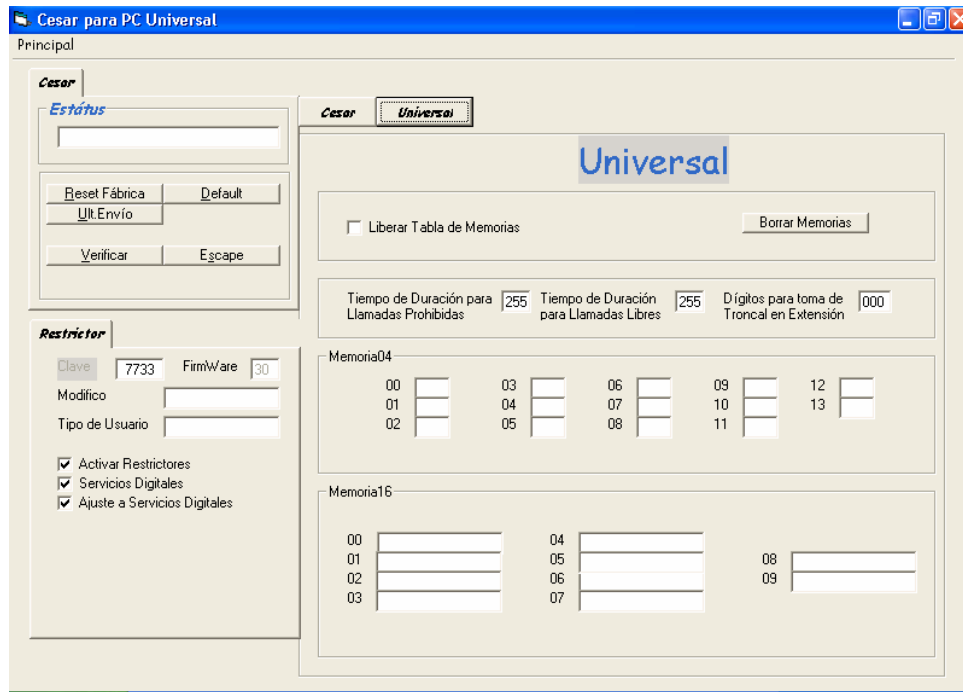 Cesar para PC Universal
Principal
Cesar
Estátus
Reset Fábrica Default
Ult.Envío
Verificar Escape
Restrictor
Clave 7733 FirmWare 30
Modifico
Tipo de Usuario
Activar Restrictores
Servicios Digitales
Ajuste a Servicios Digitales
Cesar Universal
Universal
Liberar Tabla de Memorias Borrar Memorias
Tiempo de Duración para 255 Tiempo de Duración 255 Dígitos para toma de 000
Llamadas Prohibidas para Llamadas Libres Troncal en Extensión
Memoria04
00 03 06 09 12
01 04 07 10 13
02 05 08 11
Memoria16
00 04
01 05 08
02 06 09
03 07